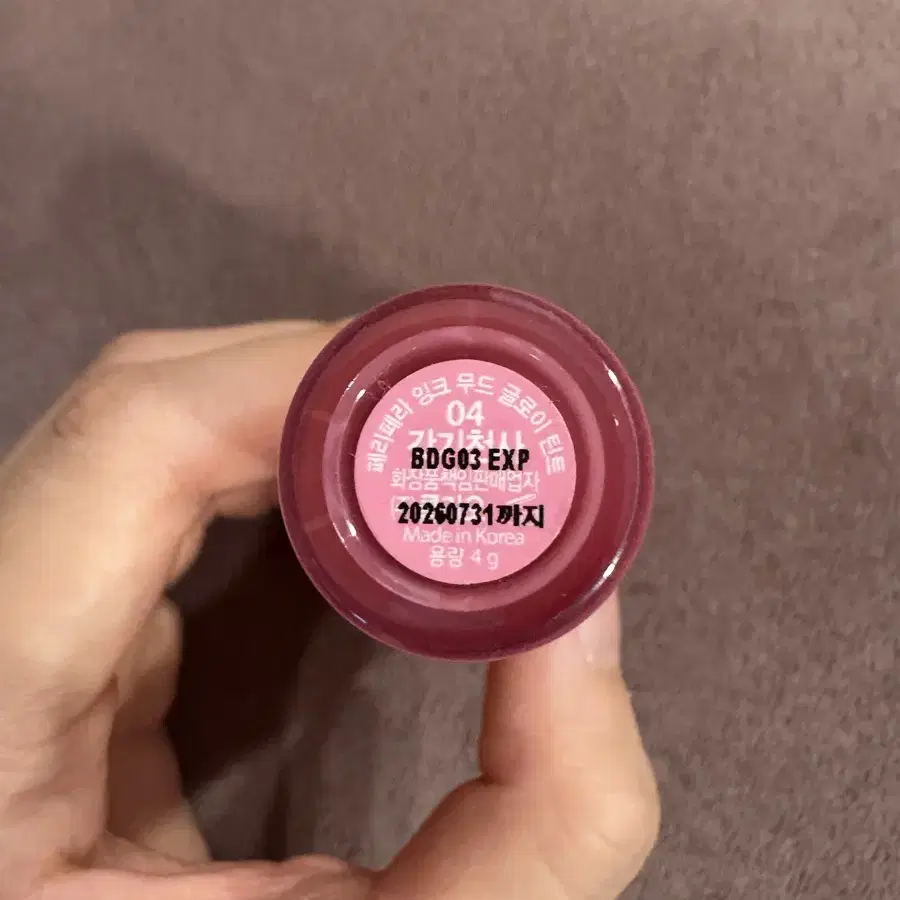 페리페라 잉크 무드 글로이 틴트
04
BDG03 EXP
화장품책임판매업자
20260731까지
Made in Korea
용량 4 g